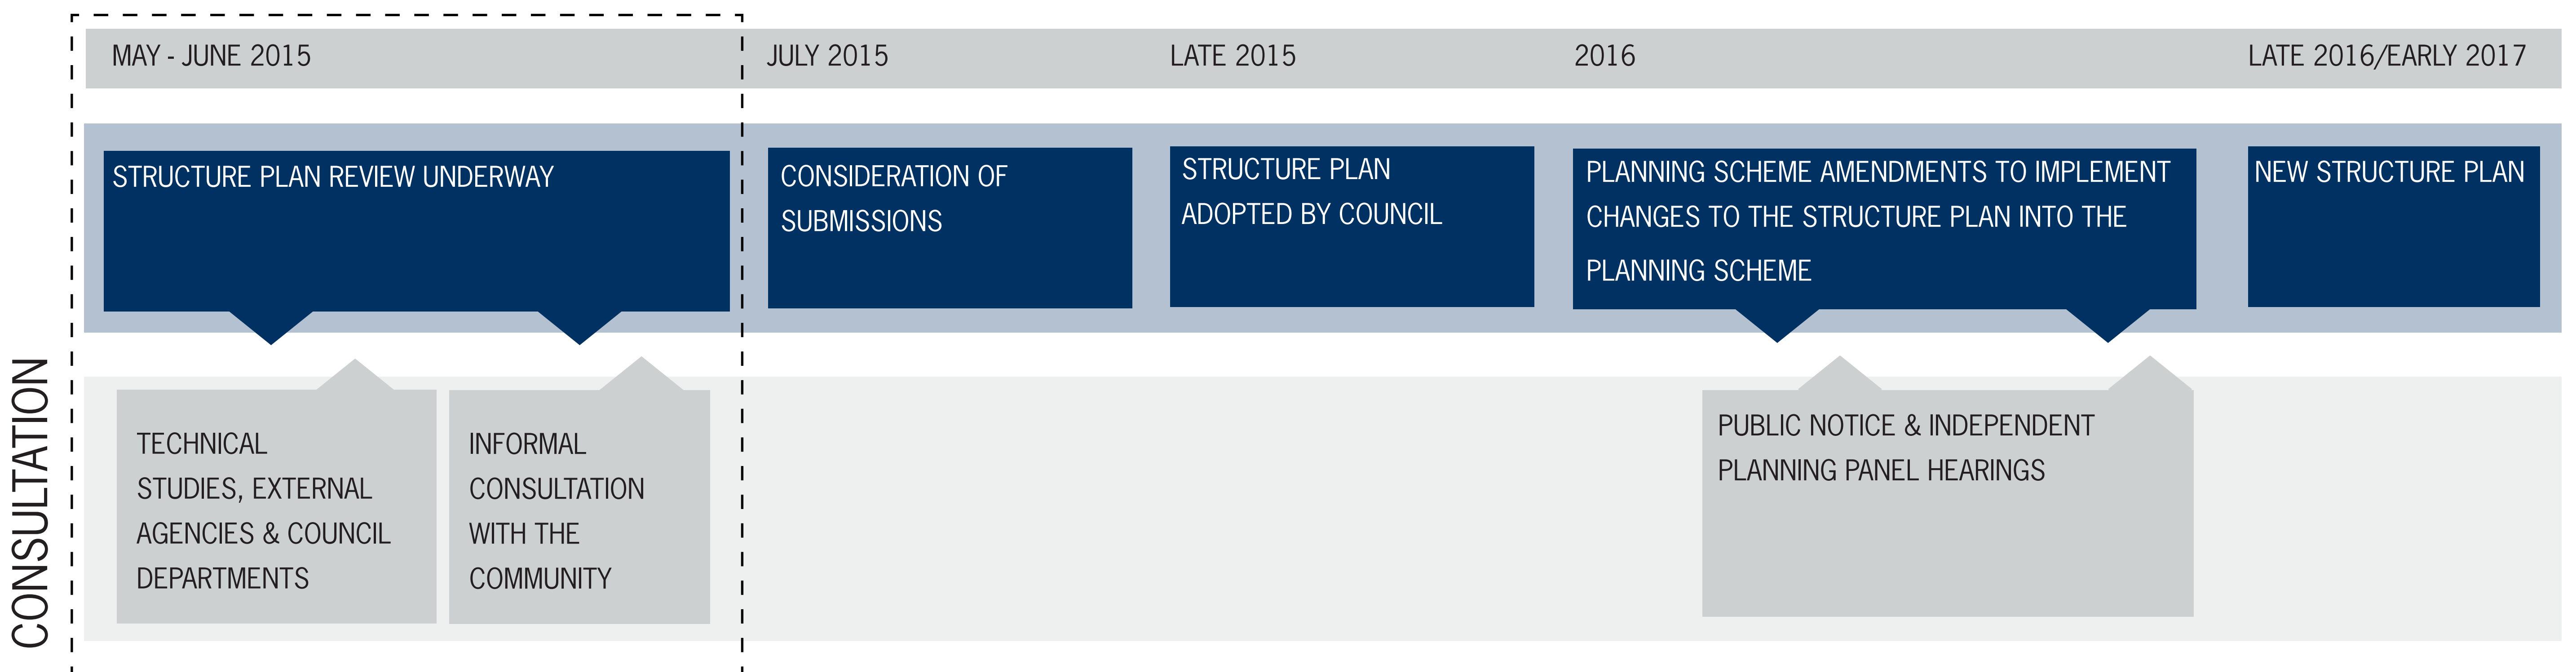 MAY - JUNE 2015
JULY 2015
LATE 2015
2016
LATE 2016/EARLY 2017
STRUCTURE PLAN REVIEW UNDERWAY
CONSIDERATION OF
SUBMISSIONS
STRUCTURE PLAN
ADOPTED BY COUNCIL
PLANNING SCHEME AMENDMENTS TO IMPLEMENT
CHANGES TO THE STRUCTURE PLAN INTO THE
PLANNING SCHEME
NEW STRUCTURE PLAN
CONSULTATION
TECHNICAL
STUDIES, EXTERNAL
AGENCIES & COUNCIL
DEPARTMENTS
INFORMAL
CONSULTATION
WITH THE
COMMUNITY
PUBLIC NOTICE & INDEPENDENT
PLANNING PANEL HEARINGS